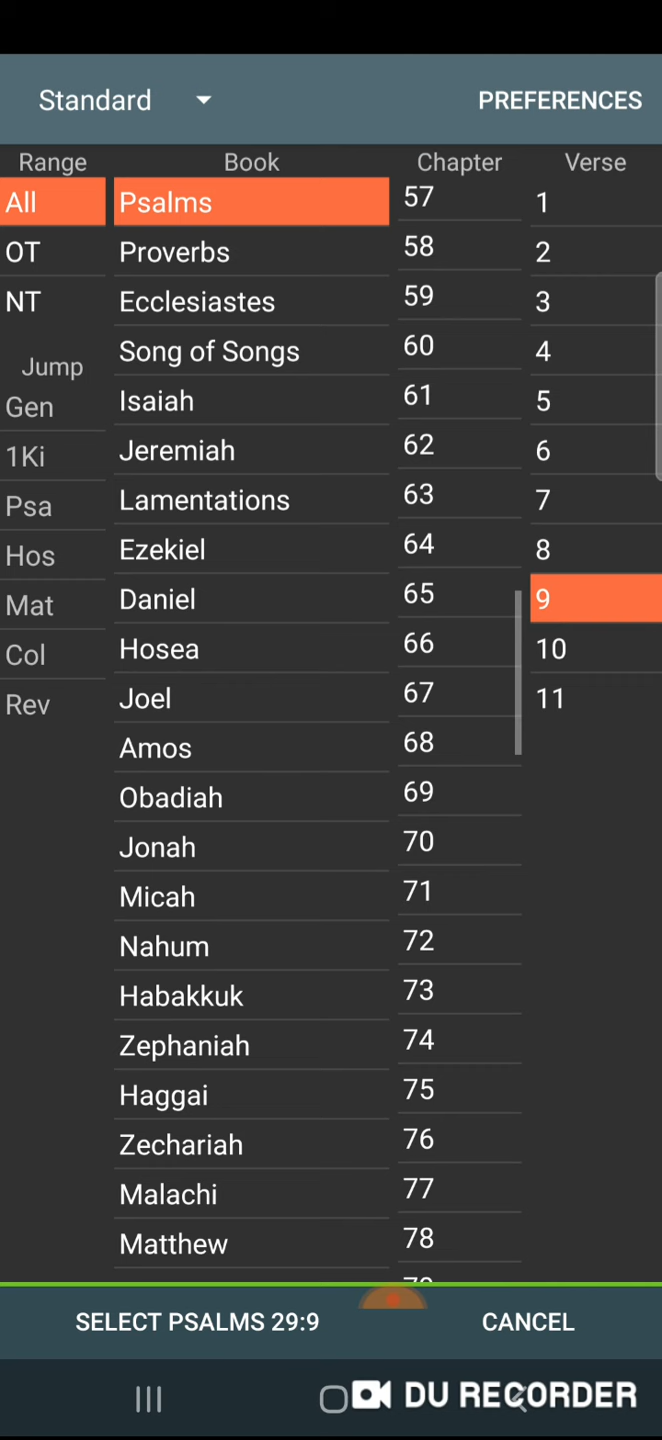 Standard
PREFERENCES
Range
Book
Chapter
Verse
All
OT
NT
Jump
Gen
1Ki
Psa
Hos
Mat
Col
Rev
Psalms
Proverbs
Ecclesiastes
Song of Songs
Isaiah
Jeremiah
Lamentations
Ezekiel
Daniel
Hosea
Joel
Amos
Obadiah
Jonah
Micah
Nahum
Habakkuk
Zephaniah
Haggai
Zechariah
Malachi
Matthew
57
58
59
60
61
62
63
64
65
66
67
68
69
70
71
72
73
74
75
76
77
78
1
2
3
4
5
6
7
8
9
10
11
SELECT PSALMS 29:9
CANCEL
DU RECORDER